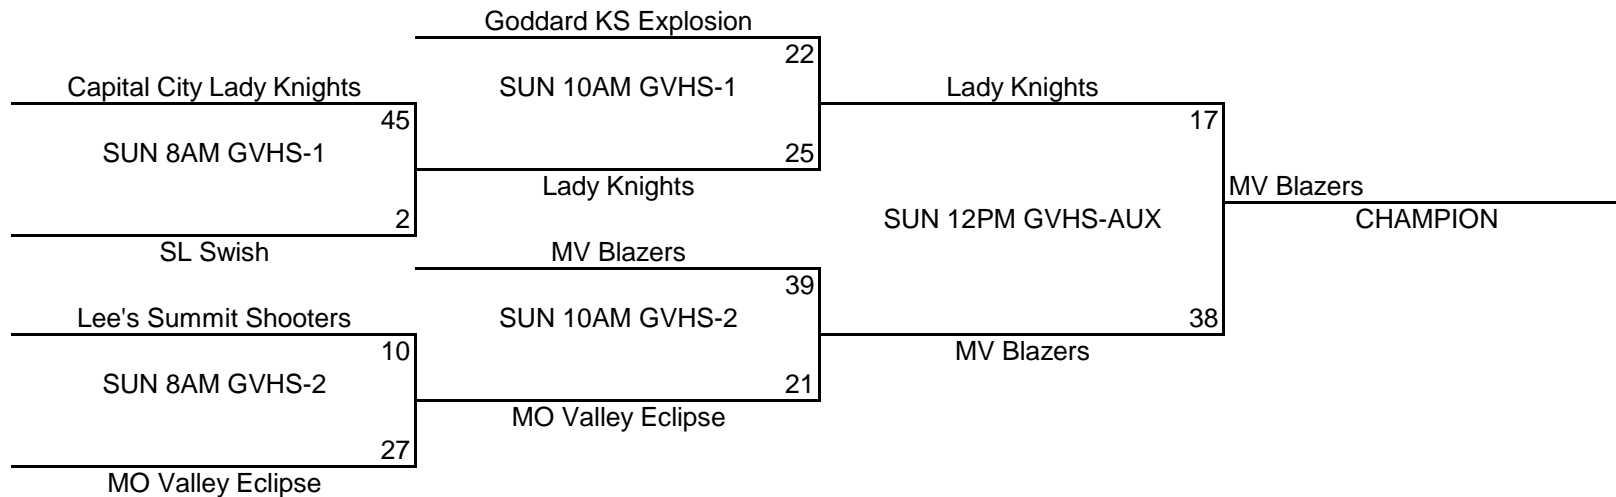 Goddard KS Explosion
22
Capital City Lady Knights
SUN 10AM GVHS-1
Lady Knights
45
17
SUN 8AM GVHS-1
25
Lady Knights
MV Blazers
2
SUN 12PM GVHS-AUX
CHAMPION
SL Swish
MV Blazers
39
Lee's Summit Shooters
SUN 10AM GVHS-2
38
10
MV Blazers
SUN 8AM GVHS-2
21
MO Valley Eclipse
27
MO Valley Eclipse